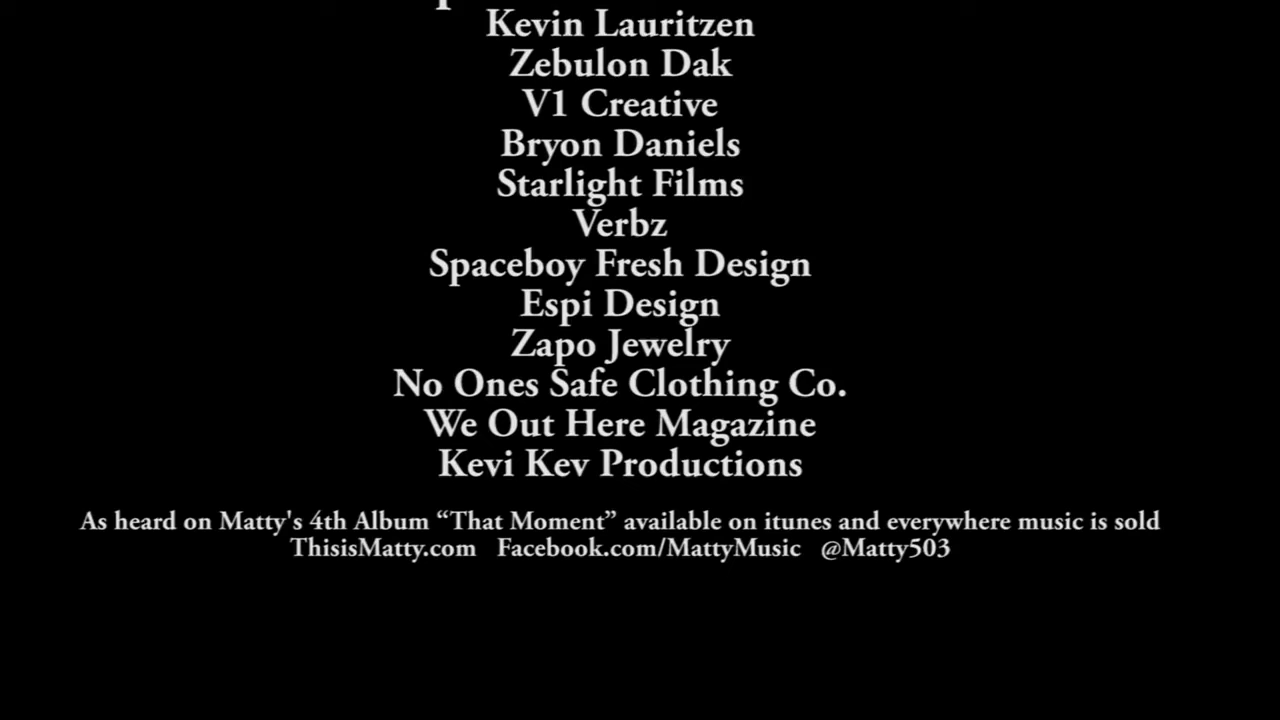 Kevin Lauritzen
Zebulon Dak
V1 Creative
Bryon Daniels
Starlight Films
Verbz
Spaceboy Fresh Design
Espi Design
Zapo Jewelry
No Ones Safe Clothing Co.
We Out Here Magazine
Kevi Kev Productions
As heard on Matty's 4th Album “That Moment” available on itunes and everywhere music is sold
ThisisMatty.com Facebook.com/MattyMusic @Matty503